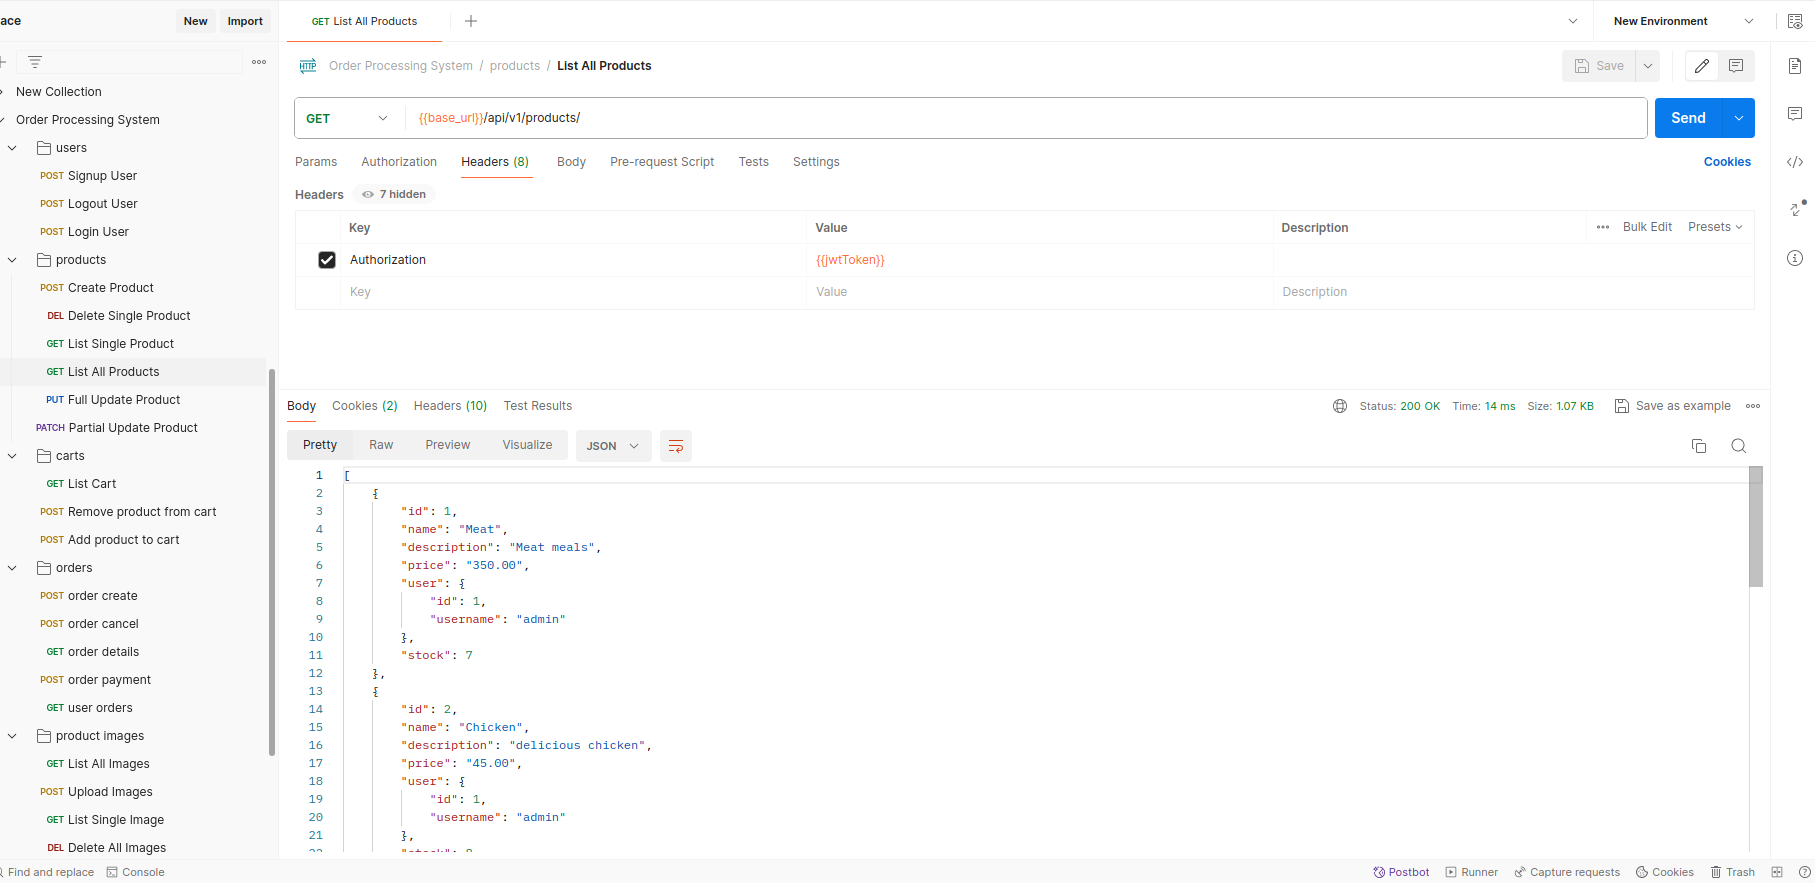 ace New Import
GET List All Products
New Environment
Order Processing System / products / List All Products
Save
New Collection
Order Processing System
users
POST Signup User
POST Logout User
POST Login User
products
POST Create Product
DEL Delete Single Product
GET List Single Product
GET List All Products
PUT Full Update Product
PATCH Partial Update Product
carts
GET List Cart
POST Remove product from cart
POST Add product to cart
orders
POST order create
POST order cancel
GET order details
POST order payment
GET user orders
product images
GET List All Images
POST Upload Images
GET List Single Image
DEL Delete All Images
HTTP
GET {{base_url}}/api/v1/products/ Send
Params Authorization Headers (8) Body Pre-request Script Tests Settings Cookies
Headers 7 hidden
Key Value Description Bulk Edit Presets
Authorization {{jwtToken}}
Key Value Description
Body Cookies (2) Headers (10) Test Results Status: 200 OK Time: 14 ms Size: 1.07 KB Save as example
Pretty Raw Preview Visualize JSON
1 [
2 {
3 "id": 1,
4 "name": "Meat",
5 "description": "Meat meals",
6 "price": "350.00",
7 "user": {
8 "id": 1,
9 "username": "admin"
10 },
11 "stock": 7
12 },
13 {
14 "id": 2,
15 "name": "Chicken",
16 "description": "delicious chicken",
17 "price": "45.00",
18 "user": {
19 "id": 1,
20 "username": "admin"
21 },
Find and replace Console Postbot Runner Capture requests Cookies Trash